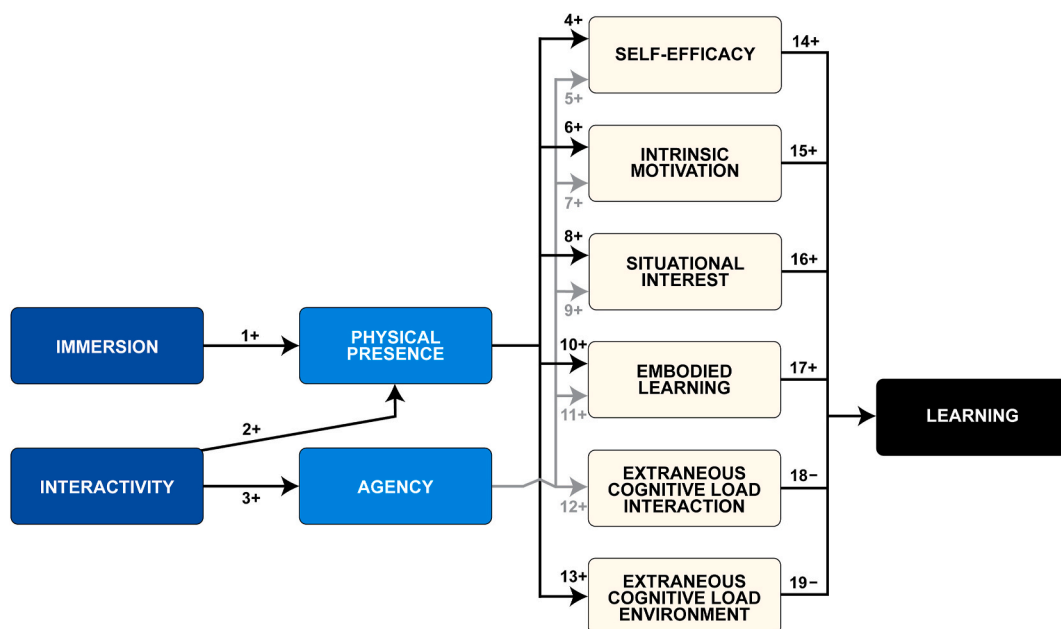 4+
SELF-EFFICACY
14+
5+
6+
INTRINSIC
MOTIVATION
15+
7+
8+
SITUATIONAL
INTEREST
16+
9+
IMMERSION
1+
PHYSICAL
PRESENCE
10+
EMBODIED
LEARNING
17+
11+
LEARNING
2+
INTERACTIVITY
3+
AGENCY
EXTRANEOUS
COGNITIVE LOAD
INTERACTION
18−
12+
13+
EXTRANEOUS
COGNITIVE LOAD
ENVIRONMENT
19−